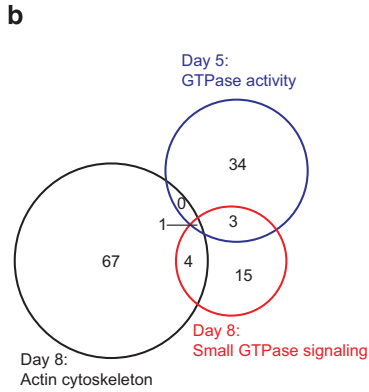 b
Day 5:
GTPase activity
34
0
1
3
67
4
15
Day 8:
Small GTPase signaling
Day 8:
Actin cytoskeleton